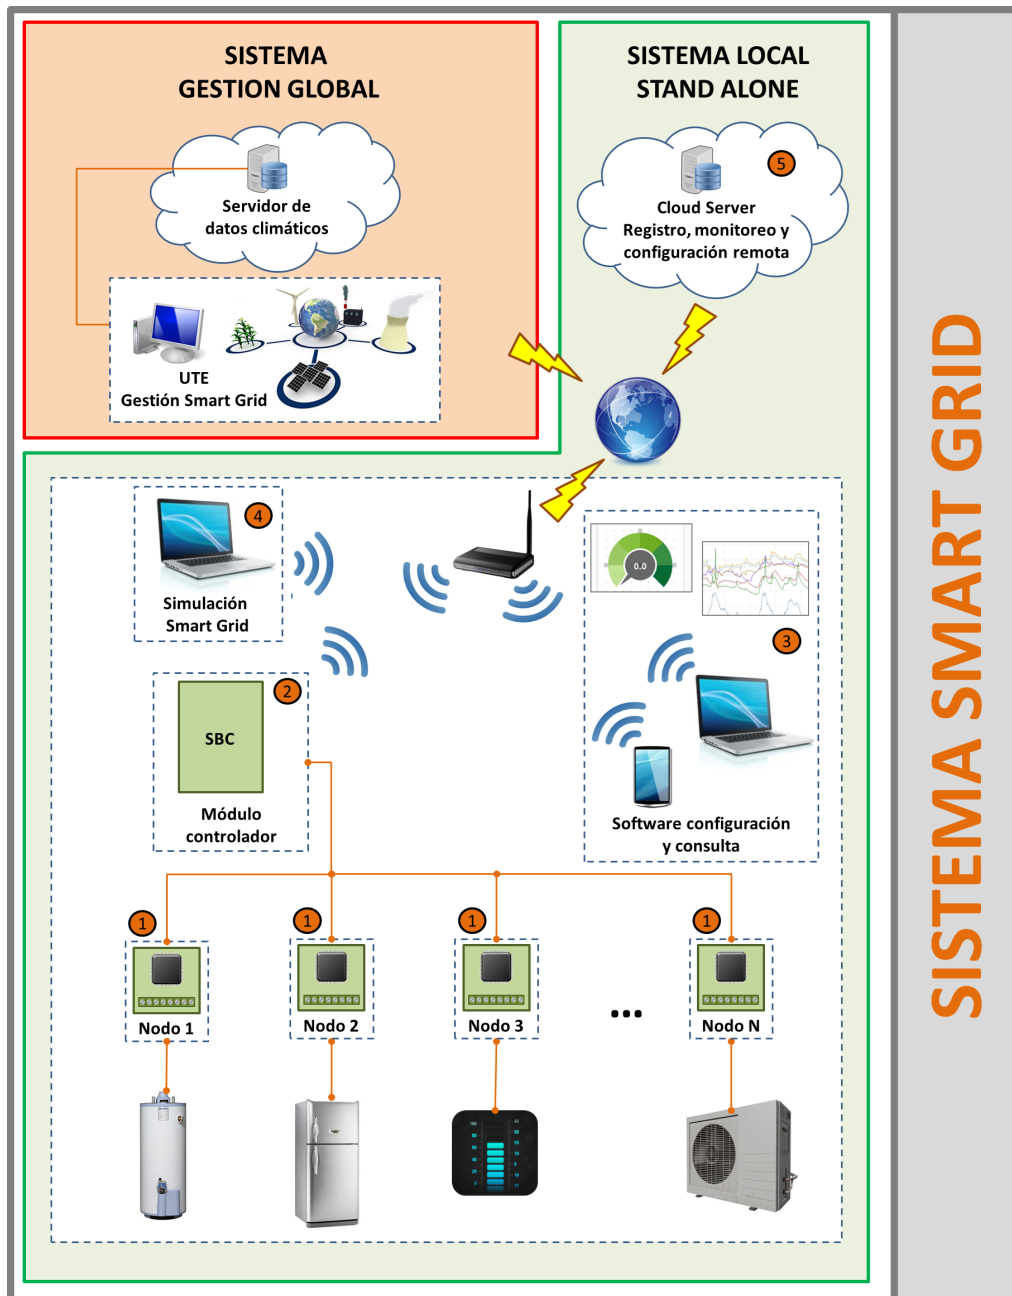 SISTEMA
GESTION GLOBAL
Servidor de
datos climáticos
UTE
Gestión Smart Grid
SISTEMA LOCAL
STAND ALONE
5
Cloud Server
Registro, monitoreo y
configuración remota
4
Simulación
Smart Grid
0.0
3
Software configuración
y consulta
2
SBC
Módulo
controlador
1
Nodo 1
1
Nodo 2
1
Nodo 3
...
1
Nodo N
SISTEMA SMART GRID